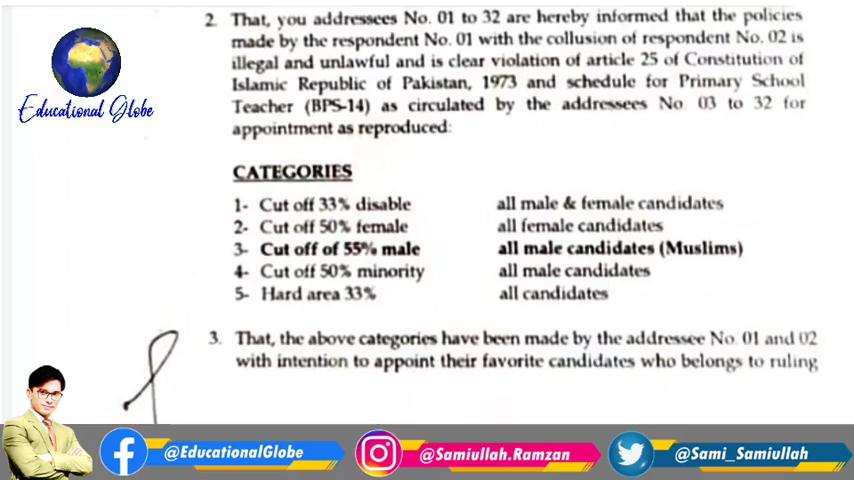 Educational Globe
2. That, you addressees No. 01 to 32 are hereby informed that the policies
made by the respondent No. 01 with the collusion of respondent No. 02 is
illegal and unlawful and is clear violation of article 25 of Constitution of
Islamic Republic of Pakistan, 1973 and schedule for Primary School
Teacher (BPS-14) as circulated by the addressees No. 03 to 32 for
appointment as reproduced:
CATEGORIES
1- Cut off 33% disable all male & female candidates
2- Cut off 50% female all female candidates
3- Cut off of 55% male all male candidates (Muslims)
4- Cut off 50% minority all male candidates
5- Hard area 33% all candidates
3. That, the above categories have been made by the addressee No. 01 and 02
with intention to appoint their favorite candidates who belongs to ruling
@EducationalGlobe @Samiullah.Ramzan @Sami_Samiullah